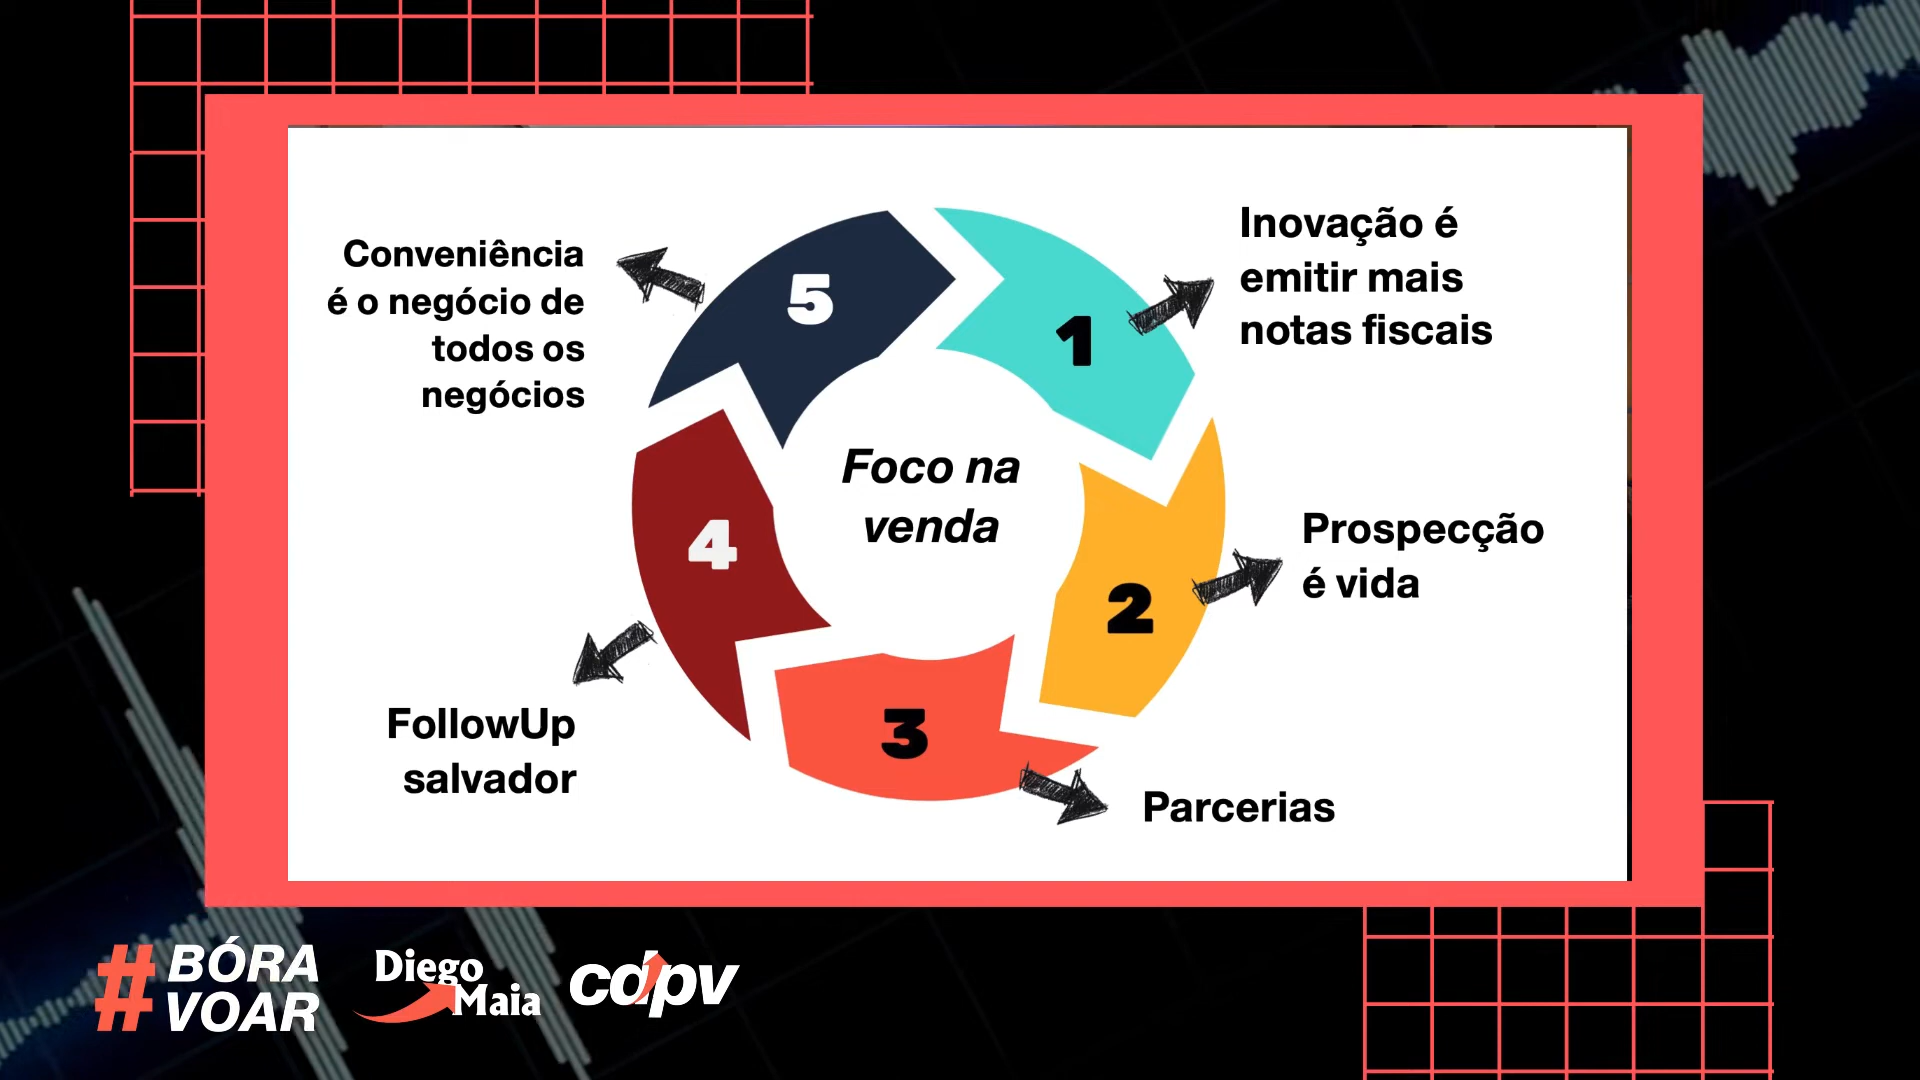 Conveniência
é o negócio de
todos os
negócios
5
1
Inovação é
emitir mais
notas fiscais
Foco na
venda
4
2
Prospecção
é vida
FollowUp
salvador
3
Parcerias
#BÓRA
VOAR
Diego
Maia
cdpv